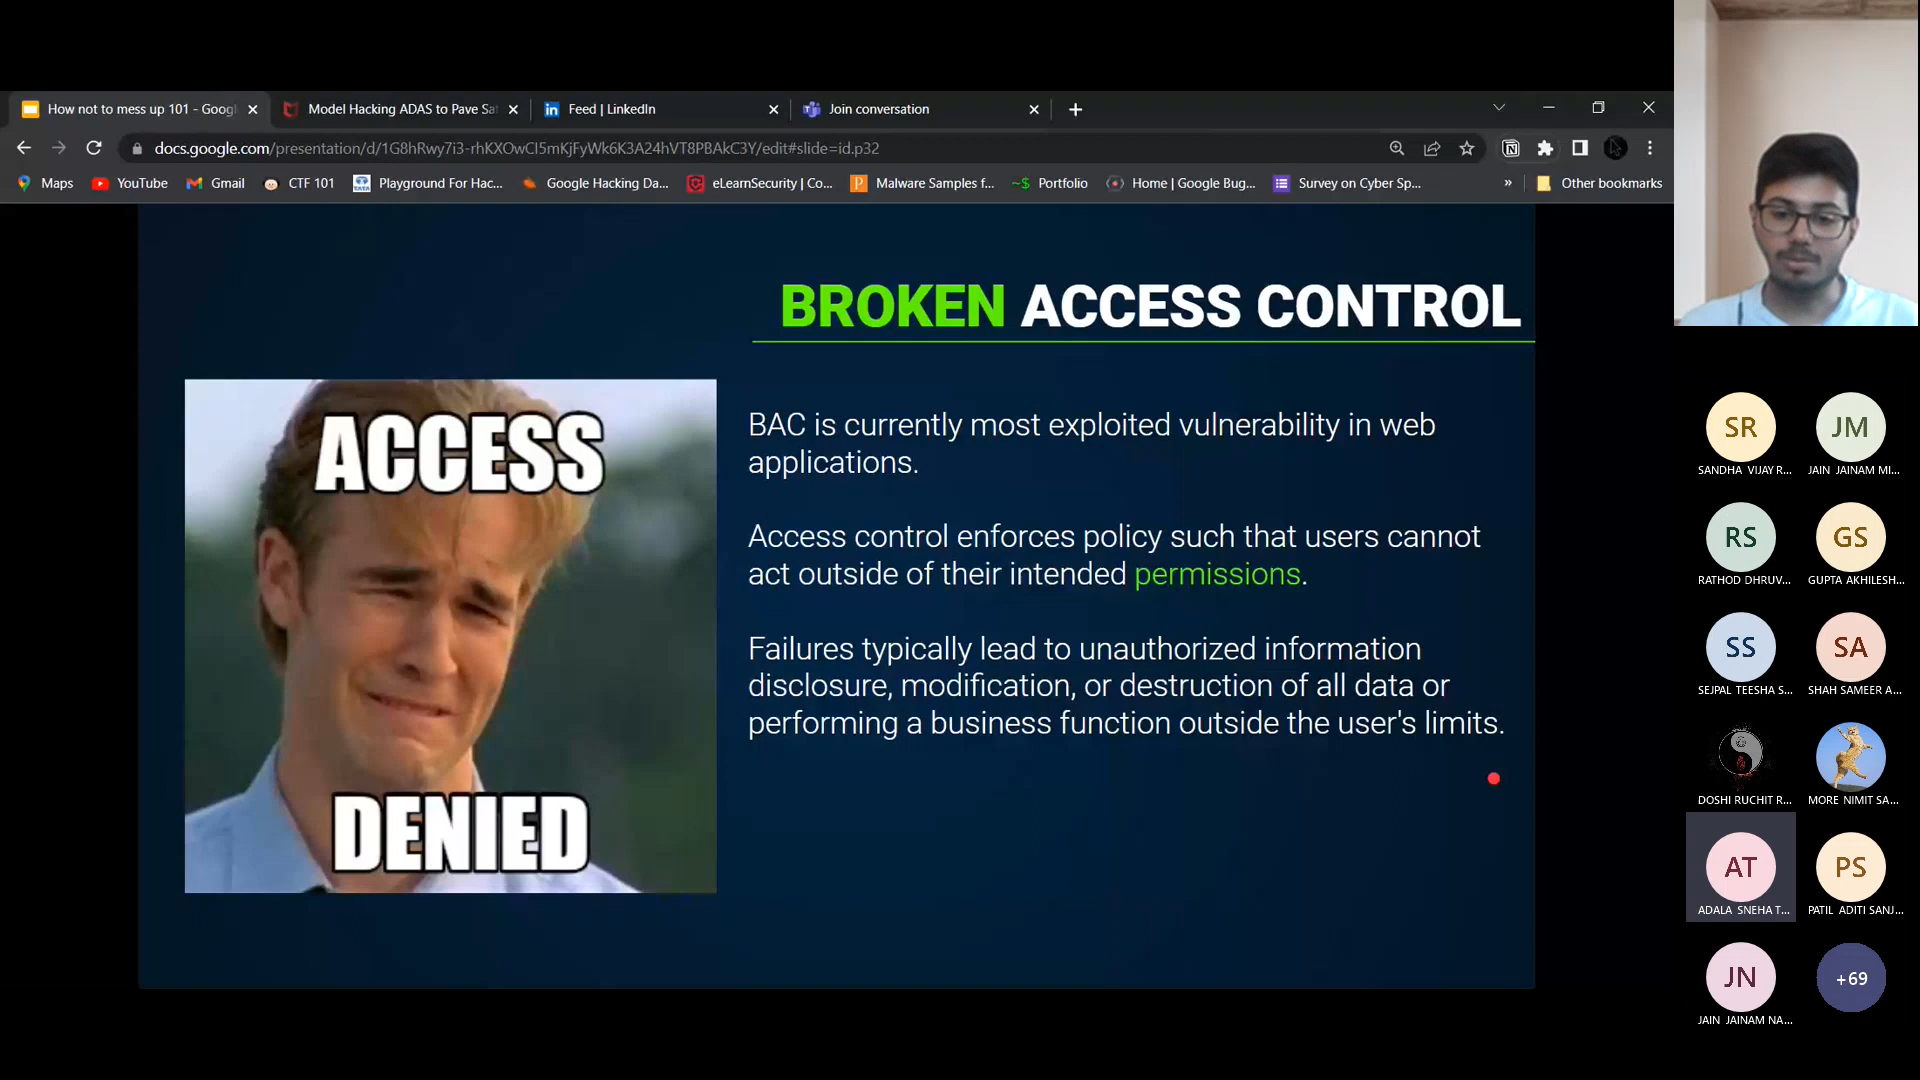 How not to mess up 101 - Googl
Model Hacking ADAS to Pave Saf
Feed | LinkedIn
Join conversation
docs.google.com/presentation/d/1G8hRwy7i3-rhKXOwCI5mKjFyWk6K3A24hVT8PBAkC3Y/edit#slide=id.p32
Maps
YouTube
Gmail
CTF 101
Playground For Hac...
Google Hacking Da...
eLearnSecurity | Co...
Malware Samples f...
~$ Portfolio
Home | Google Bug...
Survey on Cyber Sp...
»
Other bookmarks
BROKEN ACCESS CONTROL
ACCESS
DENIED
BAC is currently most exploited vulnerability in web
applications.
Access control enforces policy such that users cannot
act outside of their intended permissions.
Failures typically lead to unauthorized information
disclosure, modification, or destruction of all data or
performing a business function outside the user's limits.
SR
JM
SANDHA VIJAY R...
JAIN JAINAM MI...
RS
GS
RATHOD DHRUV...
GUPTA AKHILESH...
SS
SA
SEJPAL TEESHA S...
SHAH SAMEER A...
DOSHI RUCHIT R...
MORE NIMIT SA...
AT
PS
ADALA SNEHA T...
PATIL ADITI SANJ...
JN
+69
JAIN JAINAM NA...